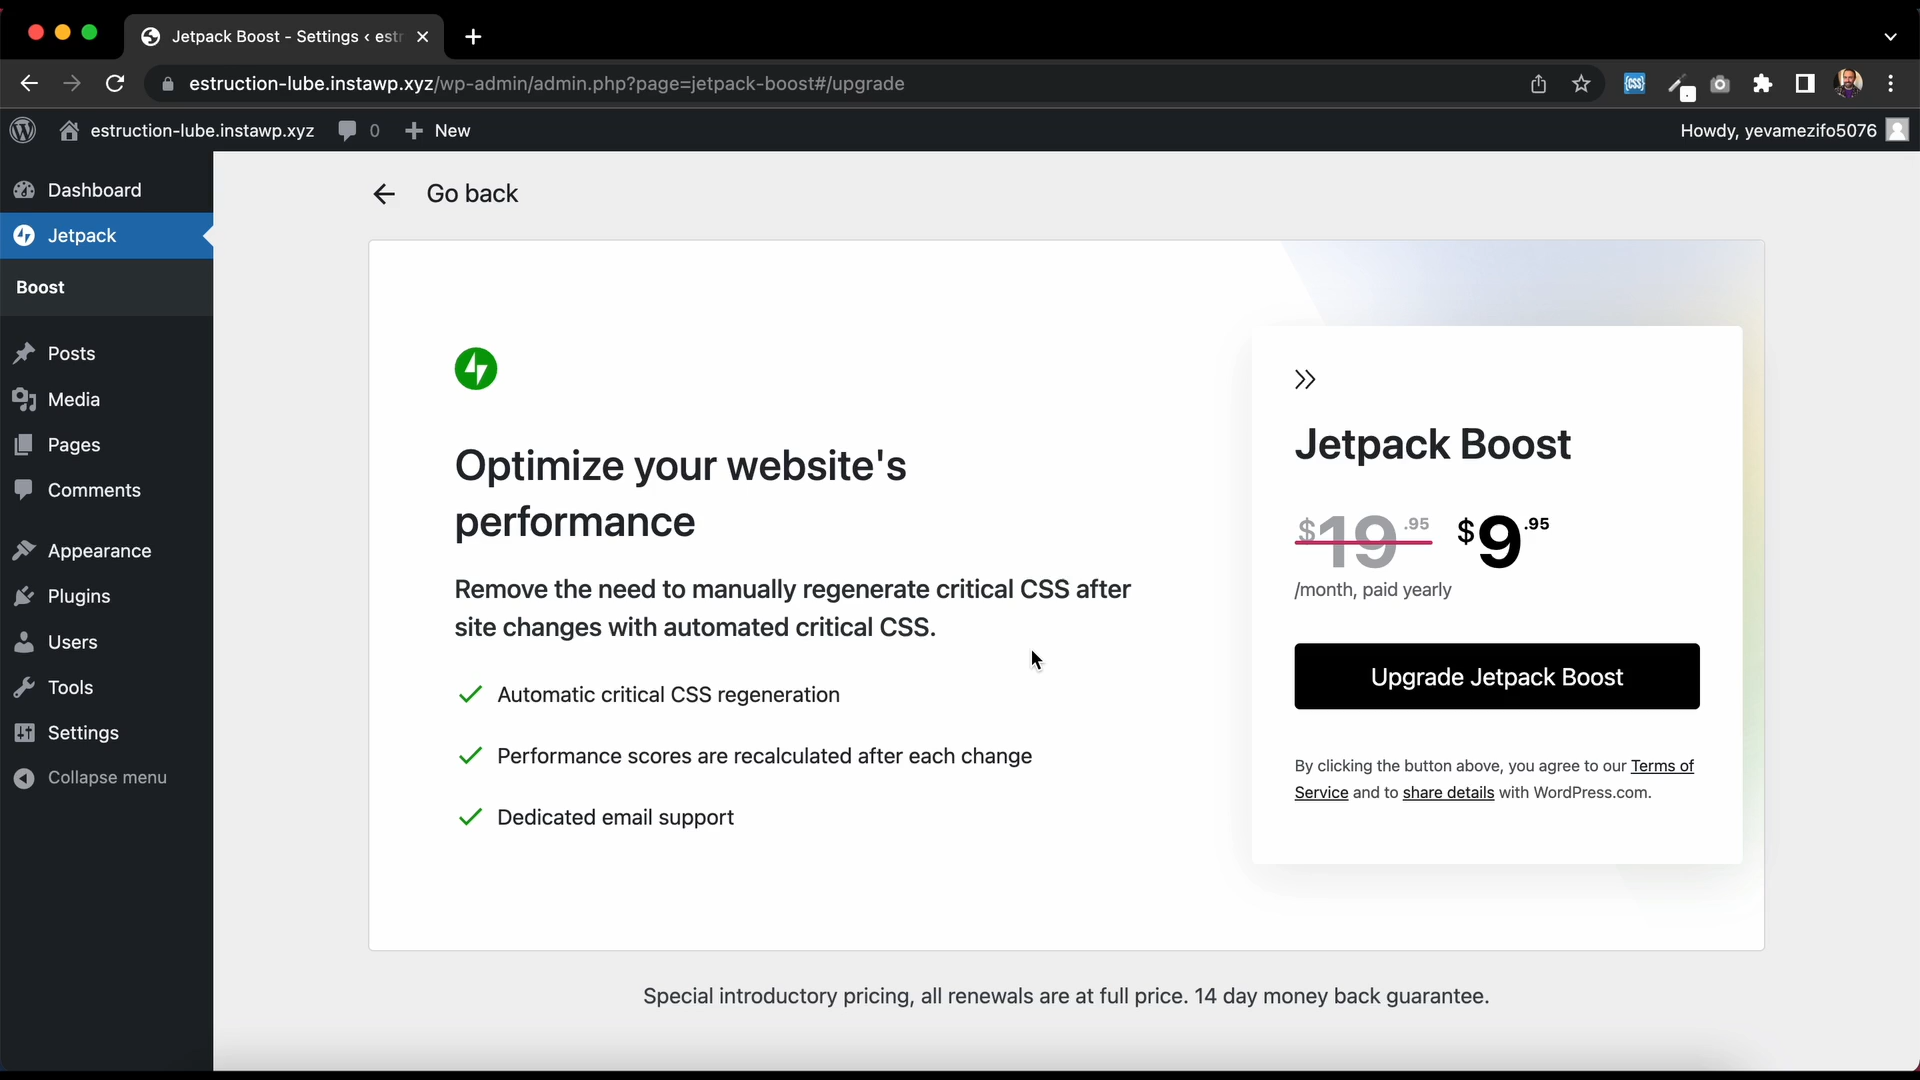 Jetpack Boost - Settings ‹ estr
estruction-lube.instawp.xyz/wp-admin/admin.php?page=jetpack-boost#/upgrade
{CSS}
estruction-lube.instawp.xyz
0
New
Howdy, yevamezifo5076
Dashboard
Jetpack
Boost
Posts
Media
Pages
Comments
Appearance
Plugins
Users
Tools
Settings
Collapse menu
Go back
Optimize your website's
performance
Remove the need to manually regenerate critical CSS after
site changes with automated critical CSS.
Automatic critical CSS regeneration
Performance scores are recalculated after each change
Dedicated email support
Jetpack Boost
$19.95 $9.95
/month, paid yearly
Upgrade Jetpack Boost
By clicking the button above, you agree to our Terms of
Service and to share details with WordPress.com.
Special introductory pricing, all renewals are at full price. 14 day money back guarantee.